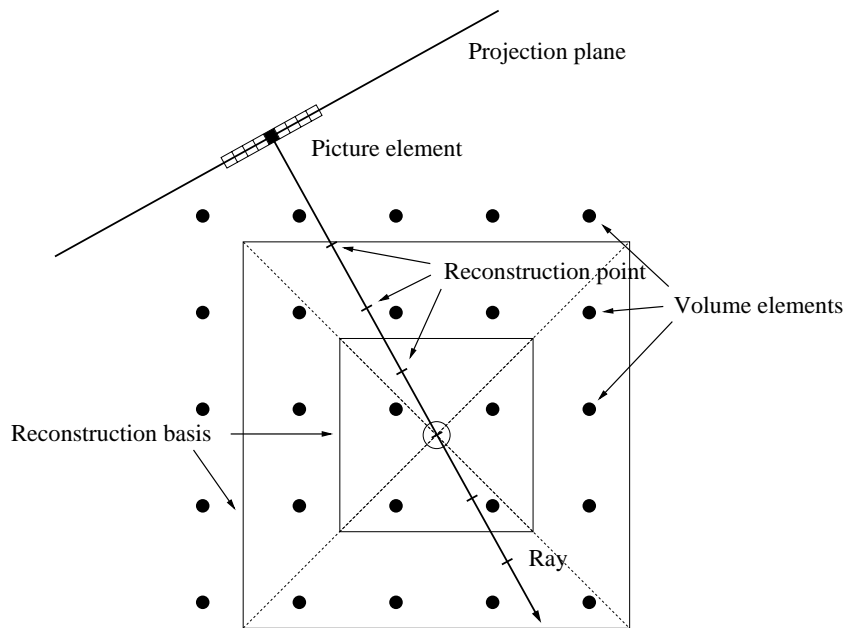 Projection plane
Picture element
Reconstruction point
Volume elements
Reconstruction basis
Ray